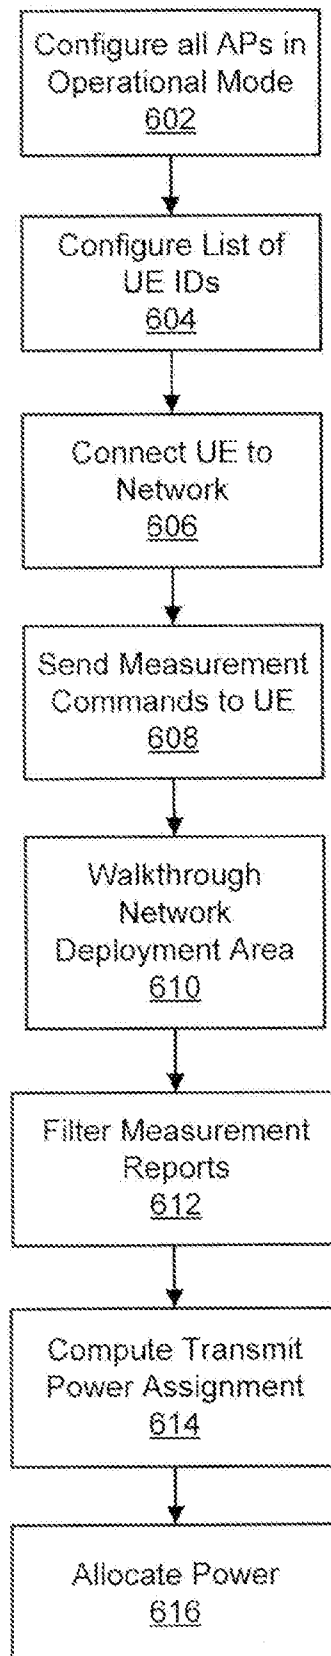 Configure all APs in
Operational Mode
602
Configure List of
UE IDs
604
Connect UE to
Network
606
Send Measurement
Commands to UE
608
Walkthrough
Network
Deployment Area
610
Filter Measurement
Reports
612
Compute Transmit
Power Assignment
614
Allocate Power
616